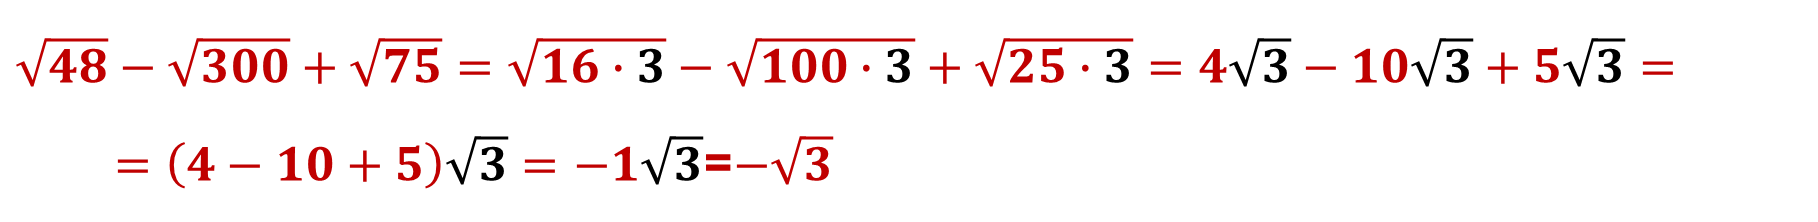 √48 − √300 + √75 = √16 · 3 − √100 · 3 + √25 · 3 = 4√3 − 10√3 + 5√3 =
= (4 − 10 + 5)√3 = −1√3=−√3